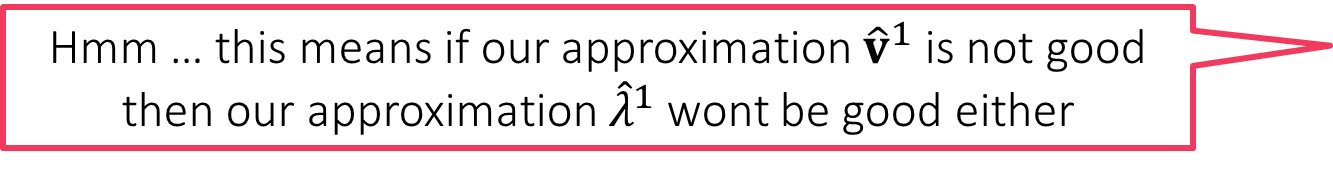 Hmm … this means if our approximation v̂¹ is not good
then our approximation λ̂¹ wont be good either